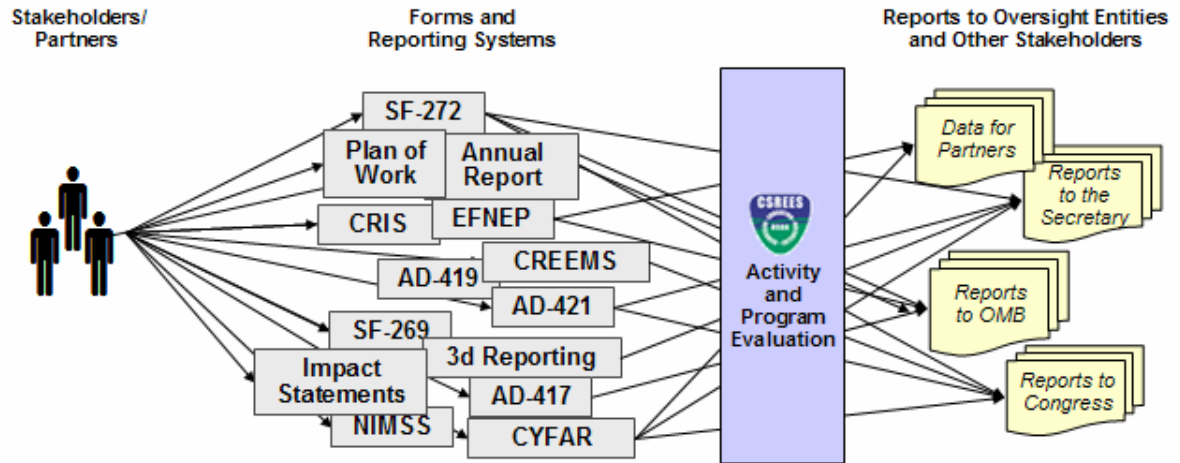 Stakeholders/
Partners
Forms and
Reporting Systems
Reports to Oversight Entities
and Other Stakeholders
SF-272
Plan of
Work
Annual
Report
CRIS
EFNEP
CREEMS
AD-419
AD-421
SF-269
3d Reporting
Impact
Statements
AD-417
NIMSS
CYFAR
CSREES
Activity
and
Program
Evaluation
Data for
Partners
Reports
to the
Secretary
Reports
to OMB
Reports to
Congress